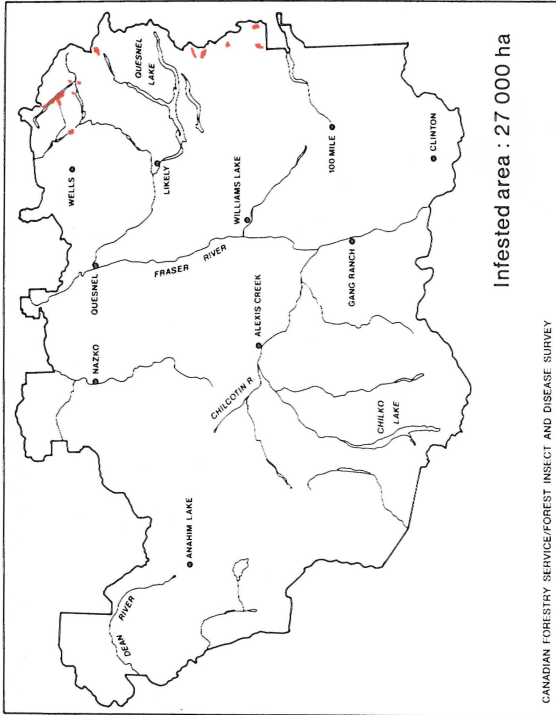 WELLS
QUESNEL
LAKE
QUESNEL
LIKELY
NAZKO
FRASER RIVER
WILLIAMS LAKE
100 MILE
CLINTON
ALEXIS CREEK
GANG RANCH
CHILCOTIN R.
CHILKO
LAKE
ANAHIM LAKE
DEAN RIVER
Infested area : 27 000 ha
CANADIAN FORESTRY SERVICE/FOREST INSECT AND DISEASE SURVEY